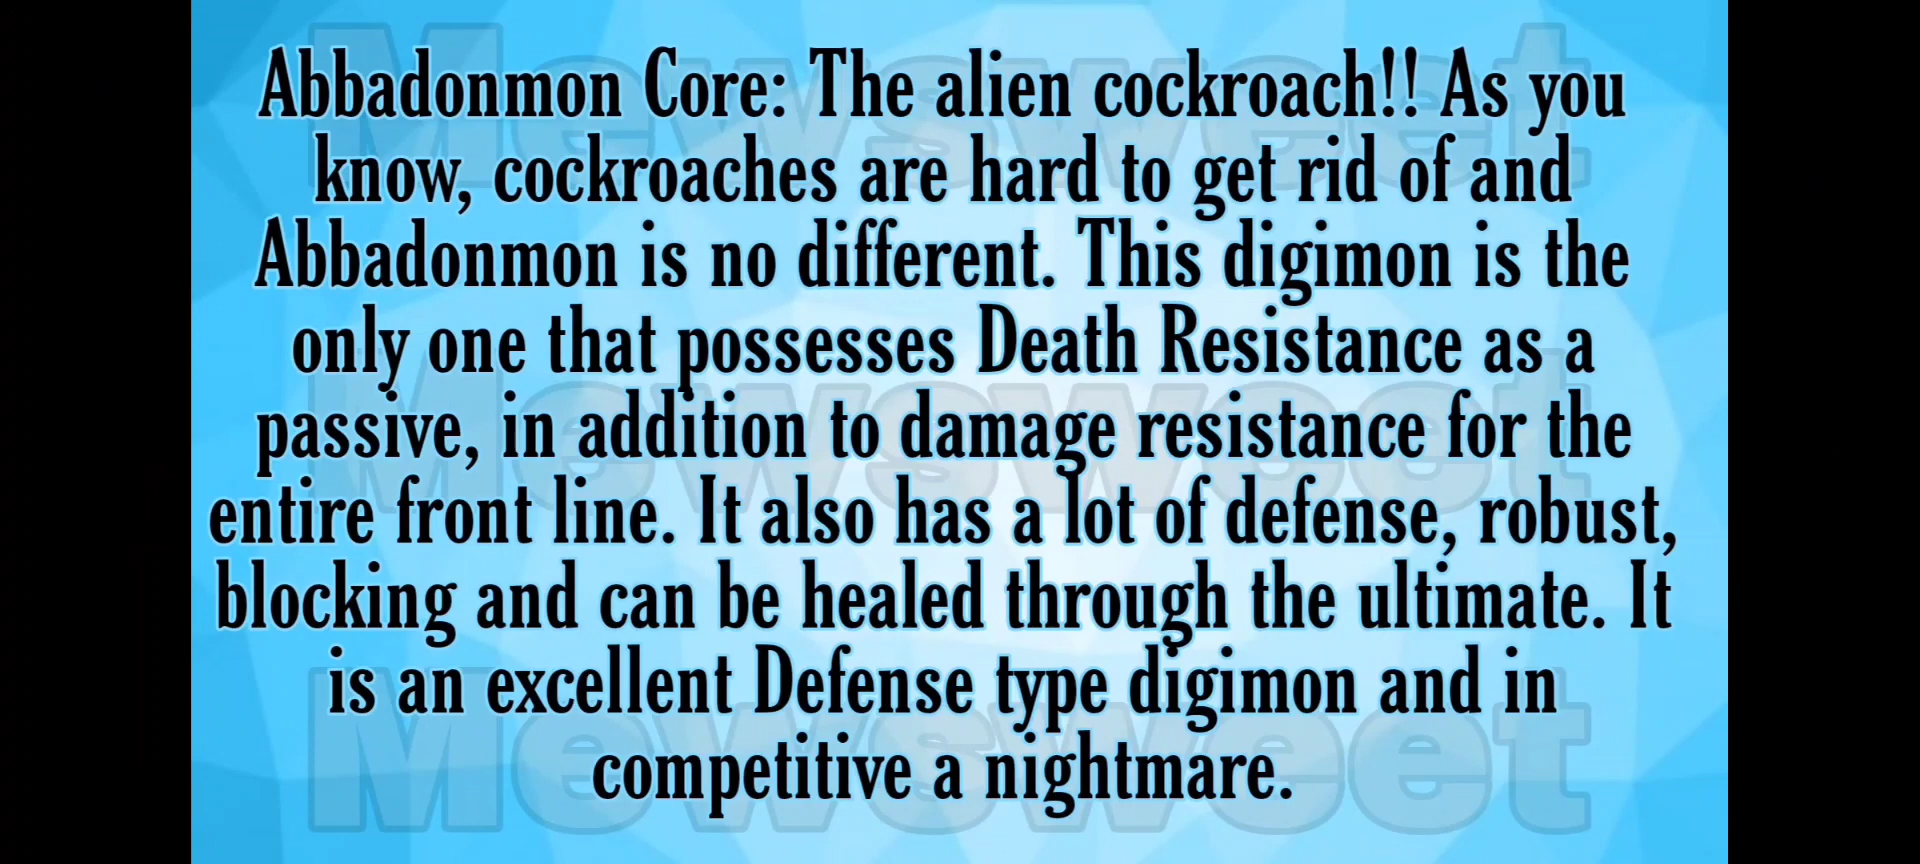 Abbadonmon Core: The alien cockroach!! As you
know, cockroaches are hard to get rid of and
Abbadonmon is no different. This digimon is the
only one that possesses Death Resistance as a
passive, in addition to damage resistance for the
entire front line. It also has a lot of defense, robust,
blocking and can be healed through the ultimate. It
is an excellent Defense type digimon and in
competitive a nightmare.
Mewsweet
Mewsweet
Mewsweet